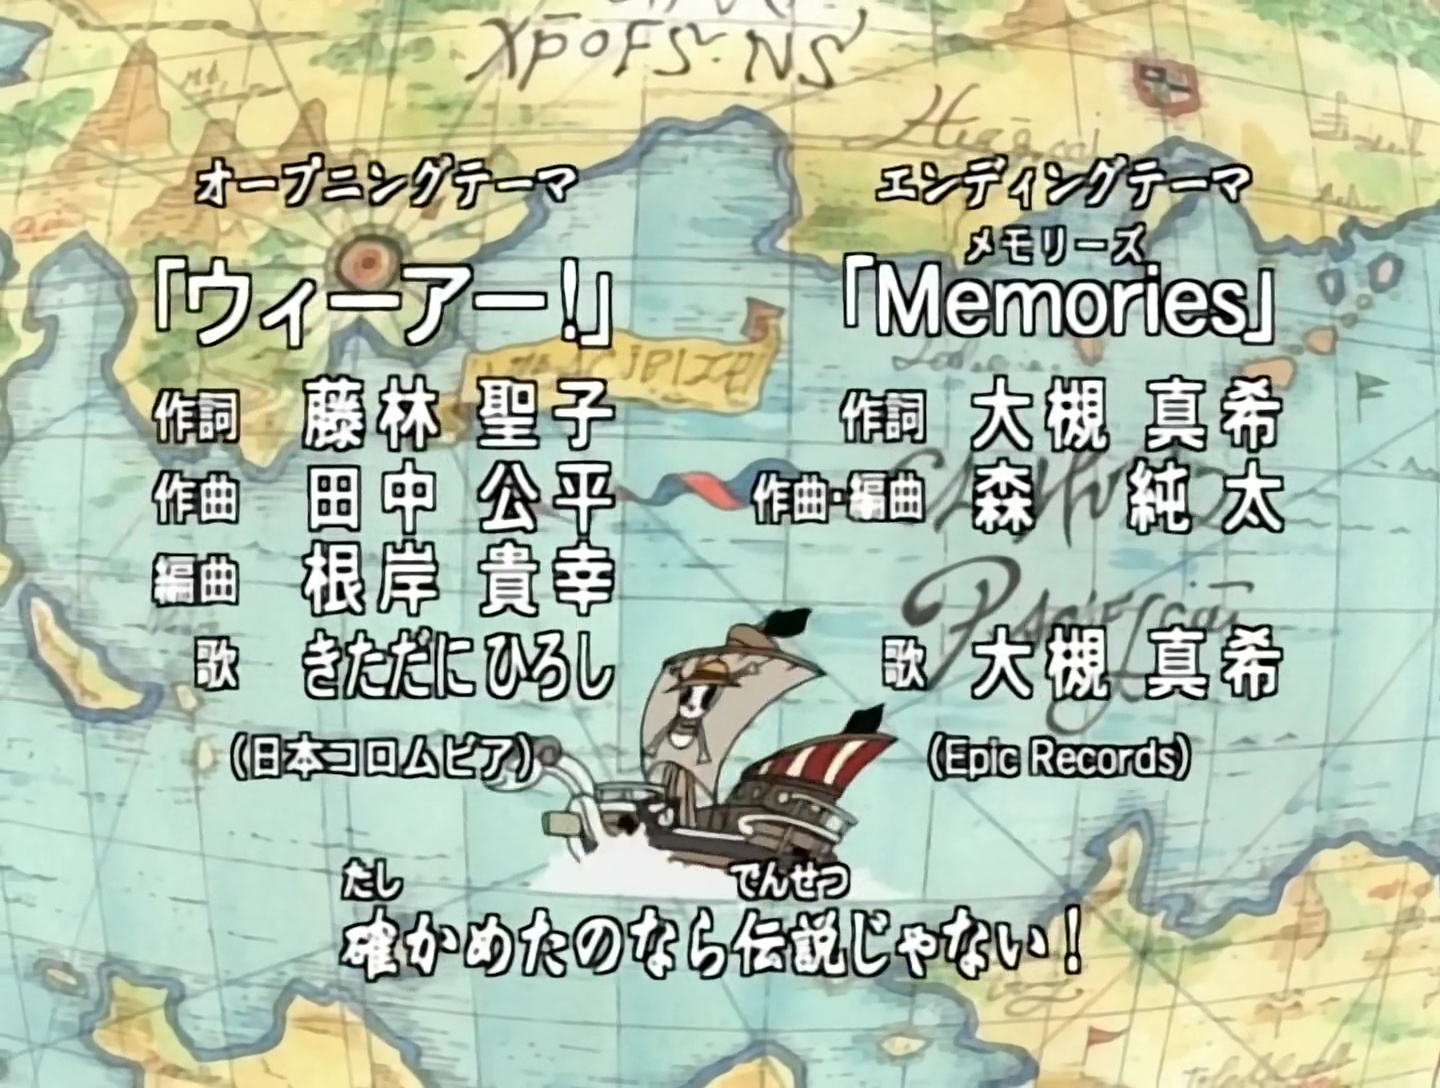 XpoFS NS
オープニングテーマ
「ウィーアー!」
作詞 藤林 聖子
作曲 田中 公平
編曲 根岸 貴幸
歌 きただに ひろし
(日本コロムビア)
エンディングテーマ
メモリーズ
「Memories」
作詞 大槻 真希
作曲・編曲 森 純太
歌 大槻 真希
(Epic Records)
たし でんせつ
確かめたのなら伝説じゃない!